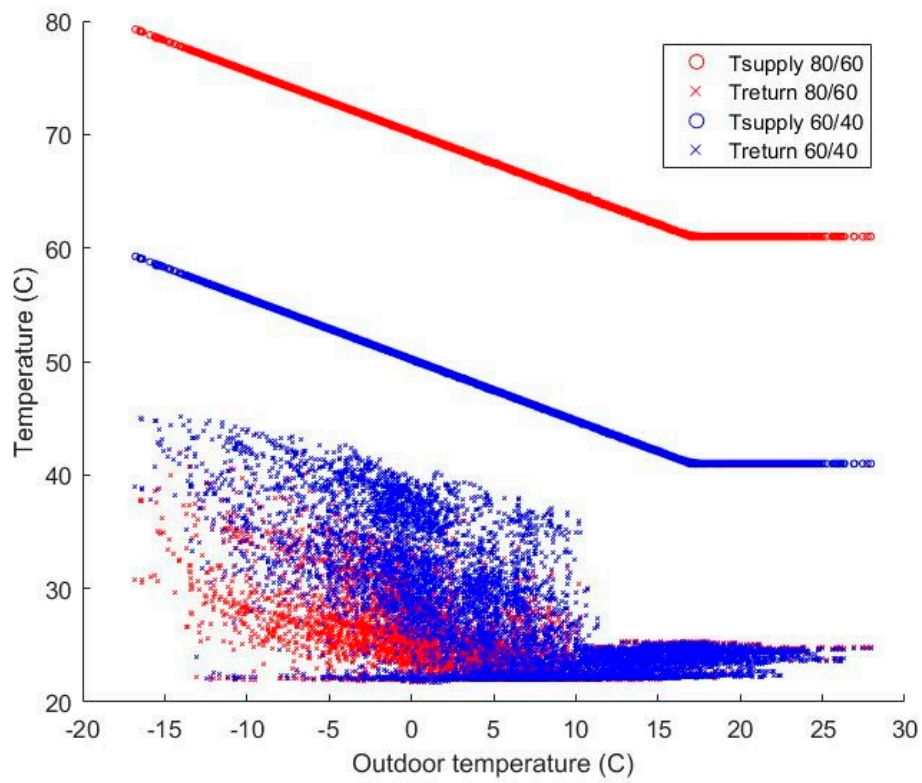 80
70
60
50
40
30
20
-20 -15 -10 -5 0 5 10 15 20 25 30
Temperature (C)
Outdoor temperature (C)
Tsupply 80/60
Treturn 80/60
Tsupply 60/40
Treturn 60/40